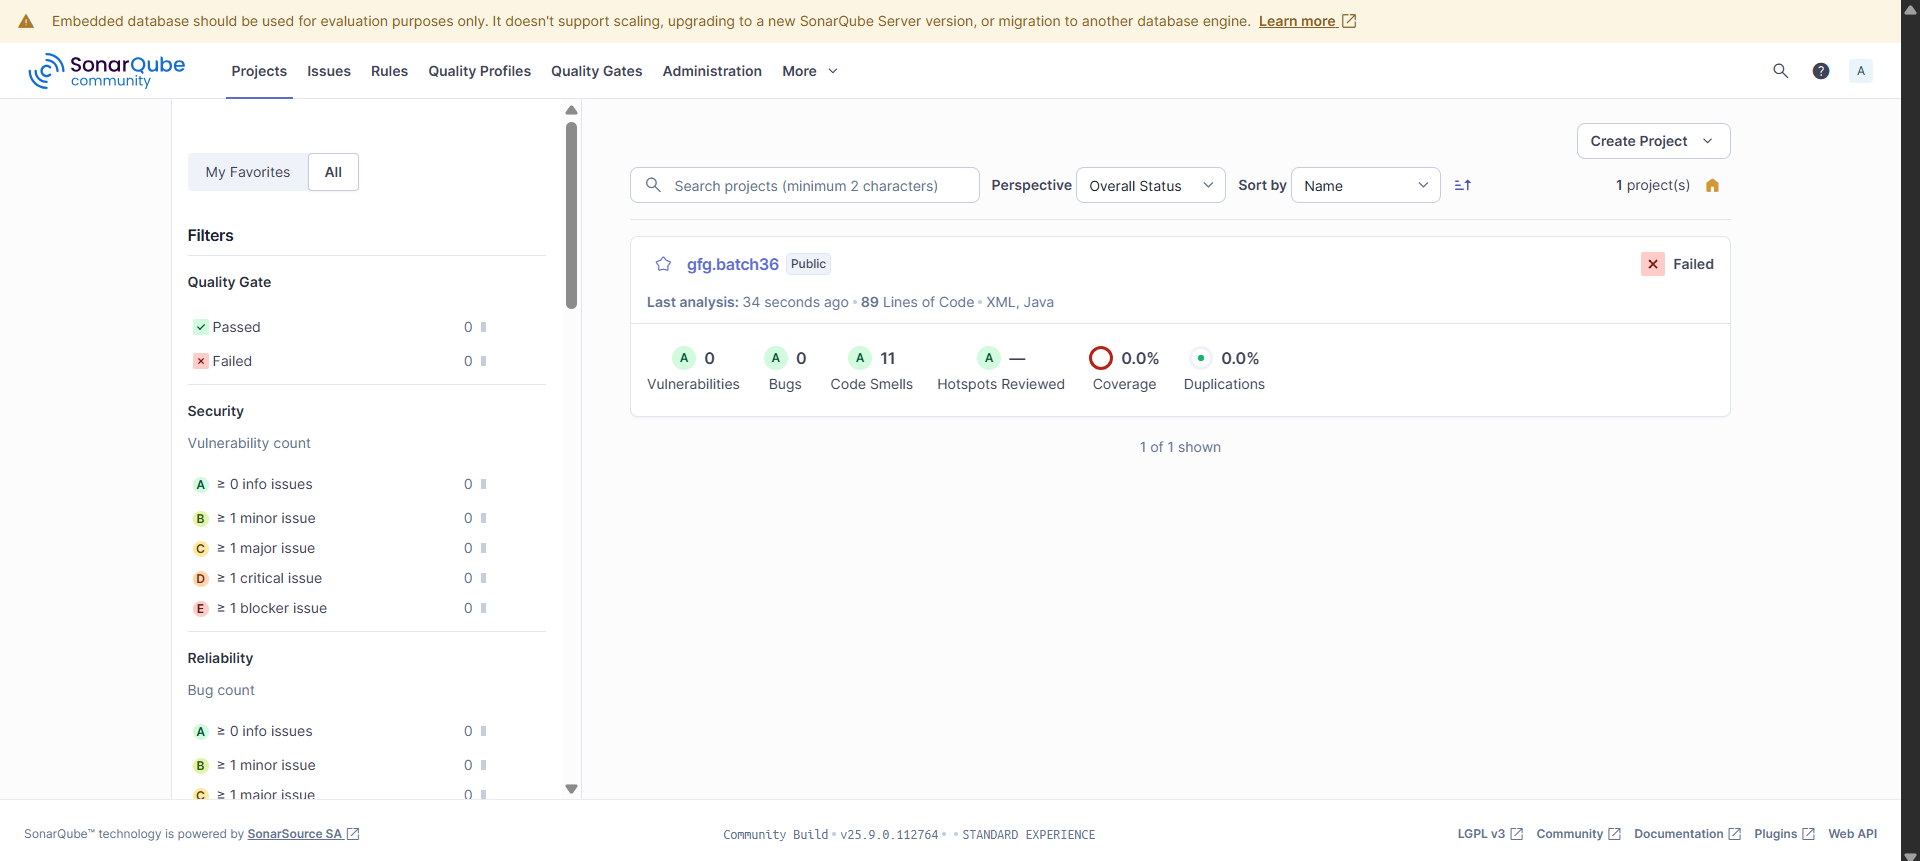 Embedded database should be used for evaluation purposes only. It doesn't support scaling, upgrading to a new SonarQube Server version, or migration to another database engine. Learn more
SonarQube community
Projects Issues Rules Quality Profiles Quality Gates Administration More
A
My Favorites All
Filters
Quality Gate
Passed 0
Failed 0
Security
Vulnerability count
A ≥ 0 info issues 0
B ≥ 1 minor issue 0
C ≥ 1 major issue 0
D ≥ 1 critical issue 0
E ≥ 1 blocker issue 0
Reliability
Bug count
A ≥ 0 info issues 0
B ≥ 1 minor issue 0
C ≥ 1 major issue 0
Create Project
Search projects (minimum 2 characters) Perspective Overall Status Sort by Name 1 project(s)
gfg.batch36 Public Failed
Last analysis: 34 seconds ago • 89 Lines of Code • XML, Java
A 0 A 0 A 11 A — 0.0% 0.0%
Vulnerabilities Bugs Code Smells Hotspots Reviewed Coverage Duplications
1 of 1 shown
SonarQube™ technology is powered by SonarSource SA
Community Build • v25.9.0.112764 • • STANDARD EXPERIENCE
LGPL v3 Community Documentation Plugins Web API